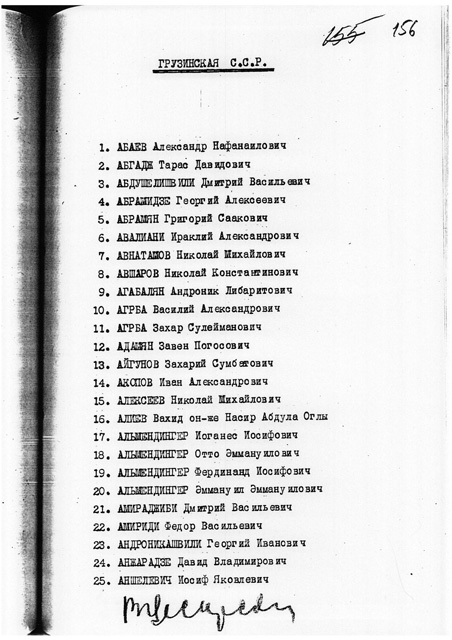 155 156
ГРУЗИНСКАЯ С.С.Р.
1. АБАЕВ Александр Нафанаилович
2. АБГАДЖ Тарас Давидович
3. АБДУШЕЛИШВИЛИ Дмитрий Васильевич
4. АБРАМИДЗЕ Георгий Алексеевич
5. АБРАМЯН Григорий Саакович
6. АВАЛИАНИ Ираклий Александрович
7. АВНАТАМОВ Николай Михайлович
8. АВШАРОВ Николай Константинович
9. АГАБАЛЯН Андроник Либаритович
10. АГРБА Василий Александрович
11. АГРБА Захар Сулейманович
12. АДАМЯН Завен Погосович
13. АЙГУНОВ Захарий Сумбатович
14. АКОПОВ Иван Александрович
15. АЛЕКСЕЕВ Николай Михайлович
16. АЛИЕВ Вахид он-же Насир Абдула Оглы
17. АЛЬМЕНДИНГЕР Иоганес Иосифович
18. АЛЬМЕНДИНГЕР Отто Эммануилович
19. АЛЬМЕНДИНГЕР Фердинанд Иосифович
20. АЛЬМЕНДИНГЕР Эммануил Эммануилович
21. АМИРАДЖИБИ Дмитрий Васильевич
22. АМИРИДИ Федор Васильевич
23. АНДРОНИКАШВИЛИ Георгий Иванович
24. АНЖАРАДЗЕ Давид Владимирович
25. АНШЕЛЕВИЧ Иосиф Яковлевич